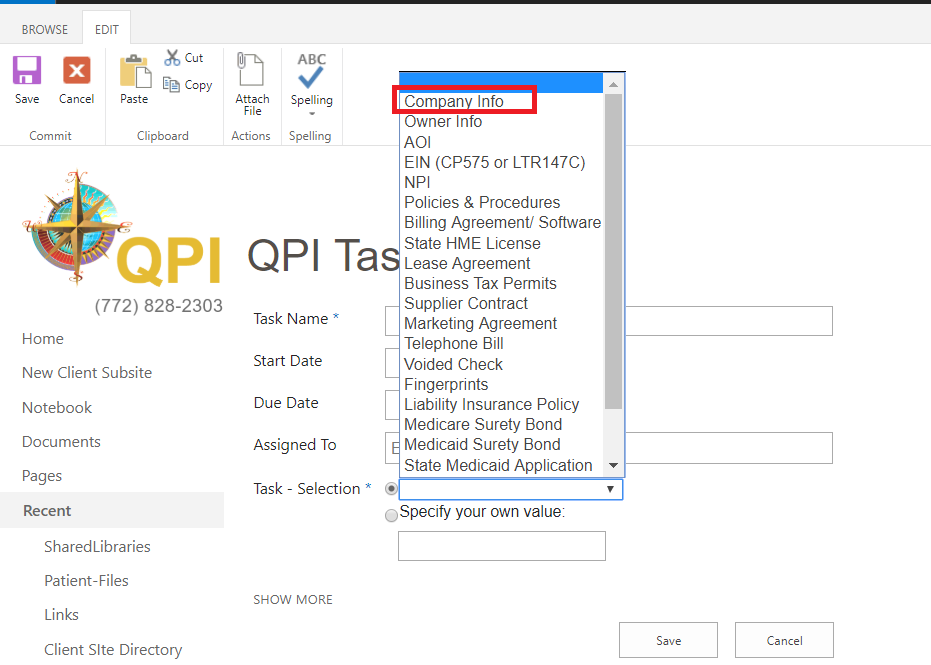 BROWSE EDIT
Save Cancel Paste Cut Copy Attach File ABC Spelling
Commit Clipboard Actions Spelling
QPI
(772) 828-2303
Home
New Client Subsite
Notebook
Documents
Pages
Recent
SharedLibraries
Patient-Files
Links
Client SIte Directory
QPI Tas
Task Name *
Start Date
Due Date
Assigned To
E
Task - Selection *
Company Info
Owner Info
AOI
EIN (CP575 or LTR147C)
NPI
Policies & Procedures
Billing Agreement/ Software
State HME License
Lease Agreement
Business Tax Permits
Supplier Contract
Marketing Agreement
Telephone Bill
Voided Check
Fingerprints
Liability Insurance Policy
Medicare Surety Bond
Medicaid Surety Bond
State Medicaid Application
Specify your own value:
SHOW MORE
Save Cancel